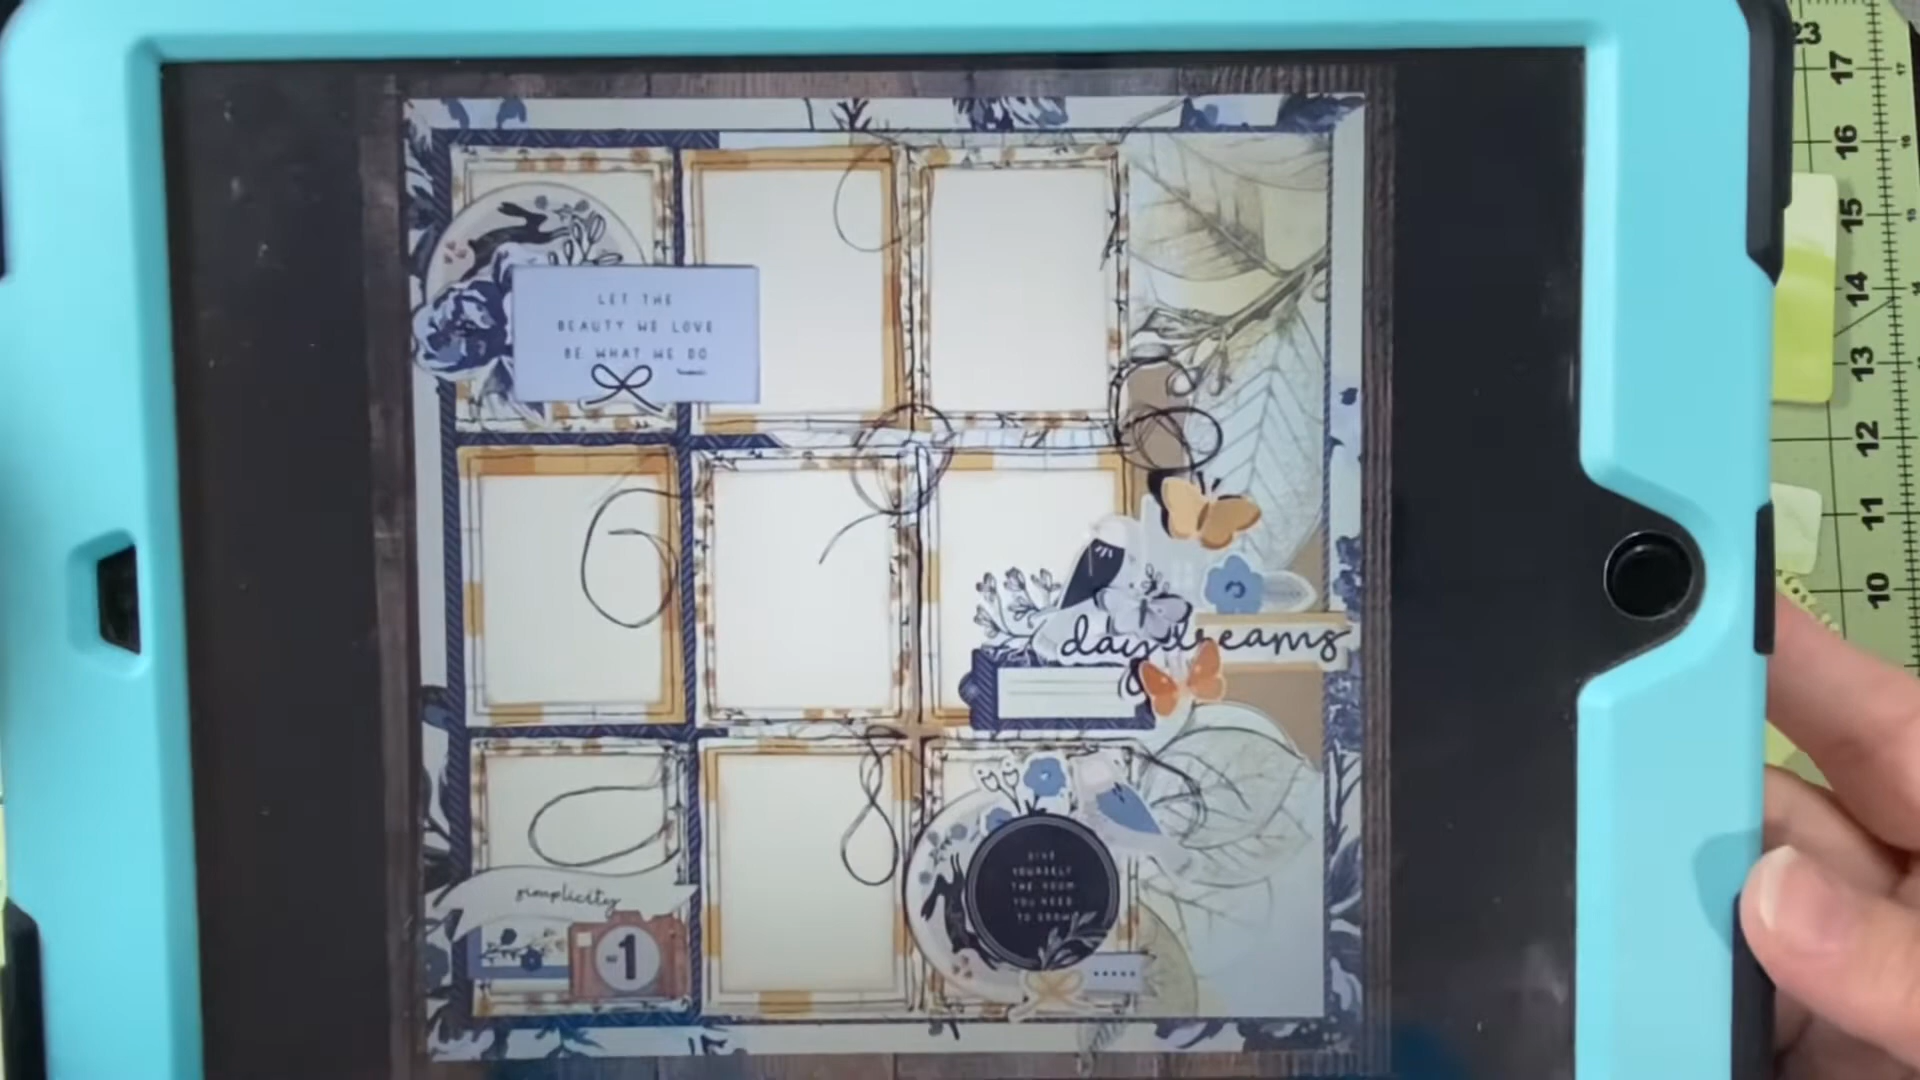 LET THE
BEAUTY WE LOVE
BE WHAT WE DO
daydreams
simplicity
1
GIVE
YOURSELF
THE ROOM
YOU NEED
TO GROW
23
17
16
15
14
13
12
11
10